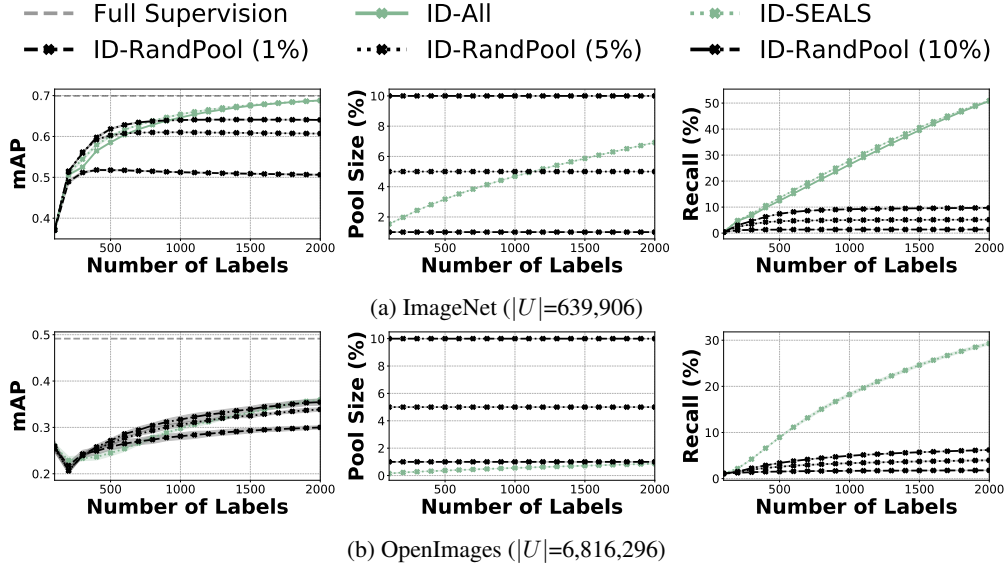 Full Supervision ID-All ID-SEALS
ID-RandPool (1%) ID-RandPool (5%) ID-RandPool (10%)
0.7
0.6
0.5
0.4
mAP
500 1000 1500 2000
Number of Labels
10
8
6
4
2
Pool Size (%)
500 1000 1500 2000
Number of Labels
50
40
30
20
10
0
Recall (%)
500 1000 1500 2000
Number of Labels
(a) ImageNet (|U|=639,906)
0.5
0.4
0.3
0.2
mAP
500 1000 1500 2000
Number of Labels
10
8
6
4
2
0
Pool Size (%)
500 1000 1500 2000
Number of Labels
30
20
10
0
Recall (%)
500 1000 1500 2000
Number of Labels
(b) OpenImages (|U|=6,816,296)